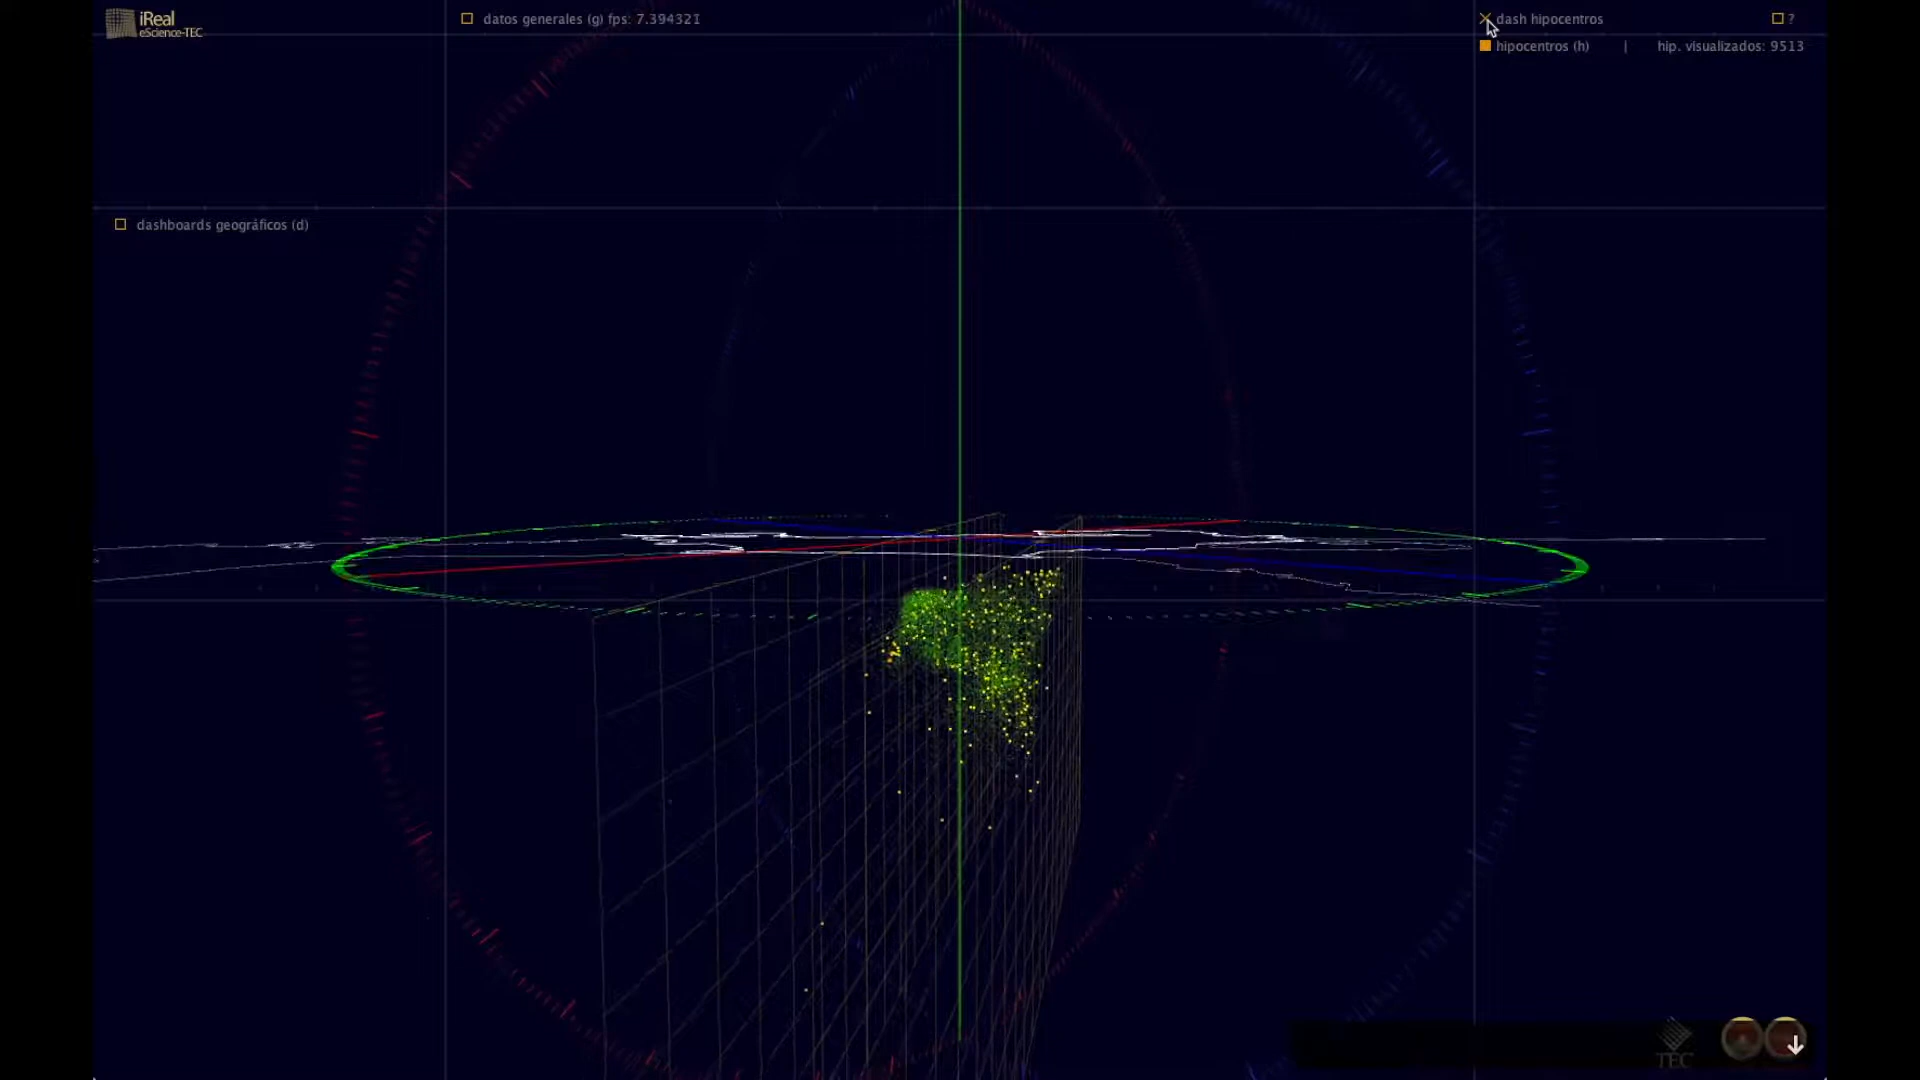 iReal
eScience-TEC
datos generales (g) fps: 7.394321
dash hipocentros
?
hipocentros (h) | hip. visualizados: 9513
dashboards geográficos (d)
TEC